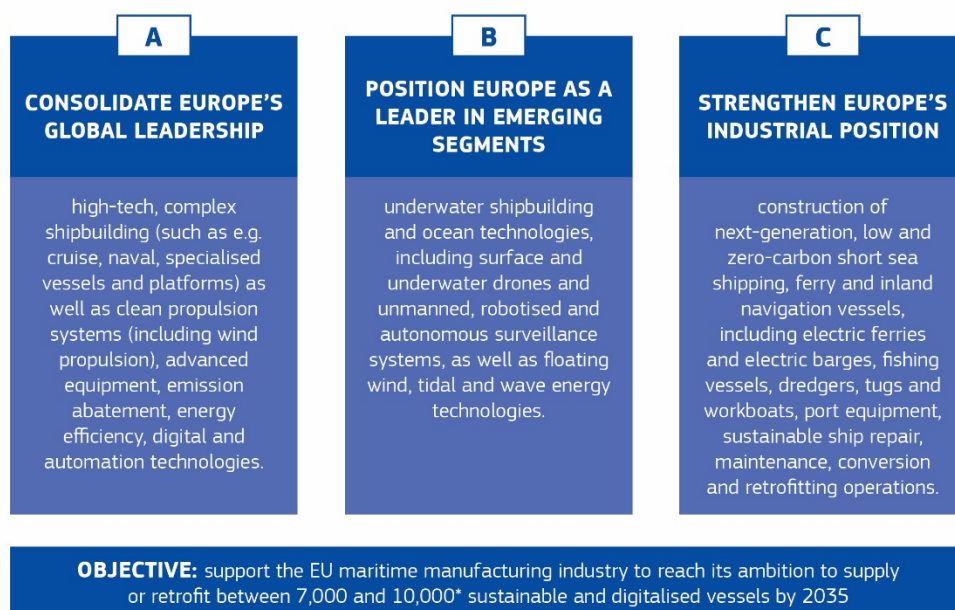 A
CONSOLIDATE EUROPE'S
GLOBAL LEADERSHIP
high-tech, complex
shipbuilding (such as e.g.
cruise, naval, specialised
vessels and platforms) as
well as clean propulsion
systems (including wind
propulsion), advanced
equipment, emission
abatement, energy
efficiency, digital and
automation technologies.
B
POSITION EUROPE AS A
LEADER IN EMERGING
SEGMENTS
underwater shipbuilding
and ocean technologies,
including surface and
underwater drones and
unmanned, robotised and
autonomous surveillance
systems, as well as floating
wind, tidal and wave energy
technologies.
C
STRENGTHEN EUROPE'S
INDUSTRIAL POSITION
construction of
next-generation, low and
zero-carbon short sea
shipping, ferry and inland
navigation vessels,
including electric ferries
and electric barges, fishing
vessels, dredgers, tugs and
workboats, port equipment,
sustainable ship repair,
maintenance, conversion
and retrofitting operations.
OBJECTIVE: support the EU maritime manufacturing industry to reach its ambition to supply
or retrofit between 7,000 and 10,000* sustainable and digitalised vessels by 2035